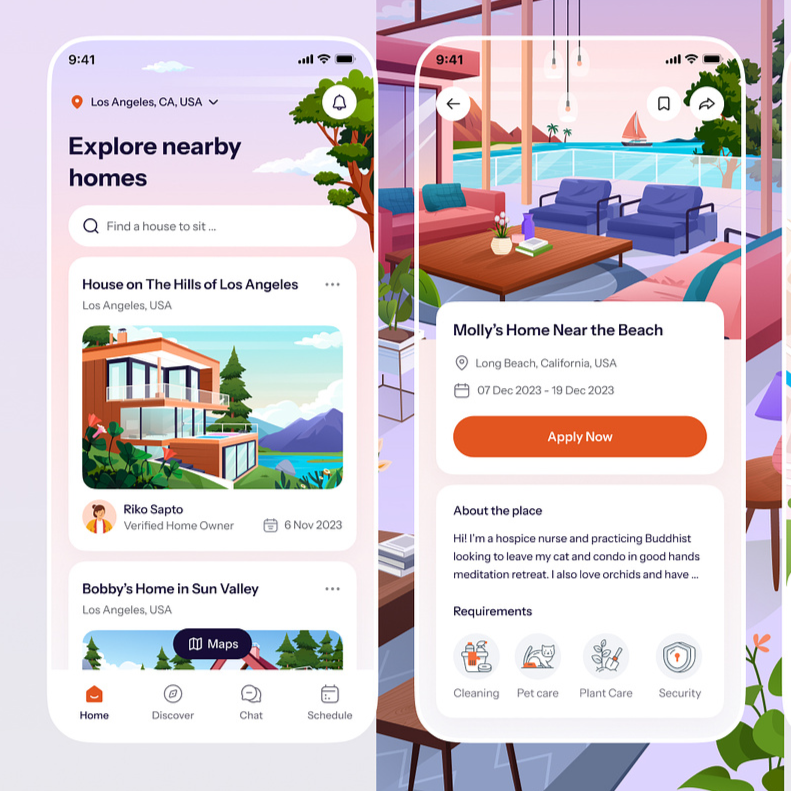 9:41
Los Angeles, CA, USA
Explore nearby
homes
Find a house to sit ...
House on The Hills of Los Angeles
Los Angeles, USA
Riko Sapto
Verified Home Owner
6 Nov 2023
Bobby's Home in Sun Valley
Los Angeles, USA
Maps
Home
Discover
Chat
Schedule
9:41
Molly's Home Near the Beach
Long Beach, California, USA
07 Dec 2023 - 19 Dec 2023
Apply Now
About the place
Hi! I'm a hospice nurse and practicing Buddhist
looking to leave my cat and condo in good hands
meditation retreat. I also love orchids and have ...
Requirements
Cleaning
Pet care
Plant Care
Security